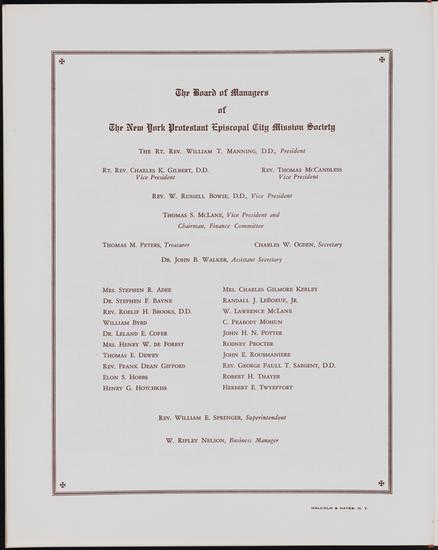 The Board of Managers
of
The New York Protestant Episcopal City Mission Society
The Rt. Rev. William T. Manning, D.D., President
Rt. Rev. Charles K. Gilbert, D.D. Rev. Thomas McCandless
Vice President Vice President
Rev. W. Russell Bowie, D.D., Vice President
Thomas S. McLane, Vice President and
Chairman, Finance Committee
Thomas M. Peters, Treasurer Charles W. Ogden, Secretary
Dr. John B. Walker, Assistant Secretary
Mrs. Stephen R. Adee
Dr. Stephen F. Bayne
Rev. Roelif H. Brooks, D.D.
William Byrd
Dr. Leland E. Cofer
Mrs. Henry W. de Forest
Thomas E. Dewey
Rev. Frank Dean Gifford
Elon S. Hobbs
Henry G. Hotchkiss
Mrs. Charles Gilmore Kerley
Randall J. LeBoeuf, Jr.
W. Lawrence McLane
C. Peabody Mohun
John H. N. Potter
Rodney Procter
John E. Rousmaniere
Rev. George Paull T. Sargent, D.D.
Robert H. Thayer
Herbert E. Twyeffort
Rev. William E. Sprenger, Superintendent
W. Ripley Nelson, Business Manager
MALCOLM & HAYES, N. Y.